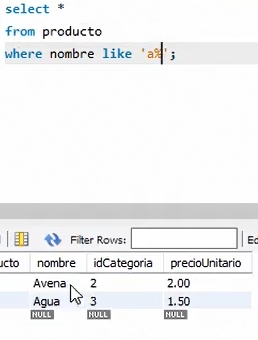 select *
from producto
where nombre like 'a%';
Filter Rows:
Ed
ucto nombre idCategoria precioUnitario
Avena 2 2.00
Agua 3 1.50
NULL NULL NULL